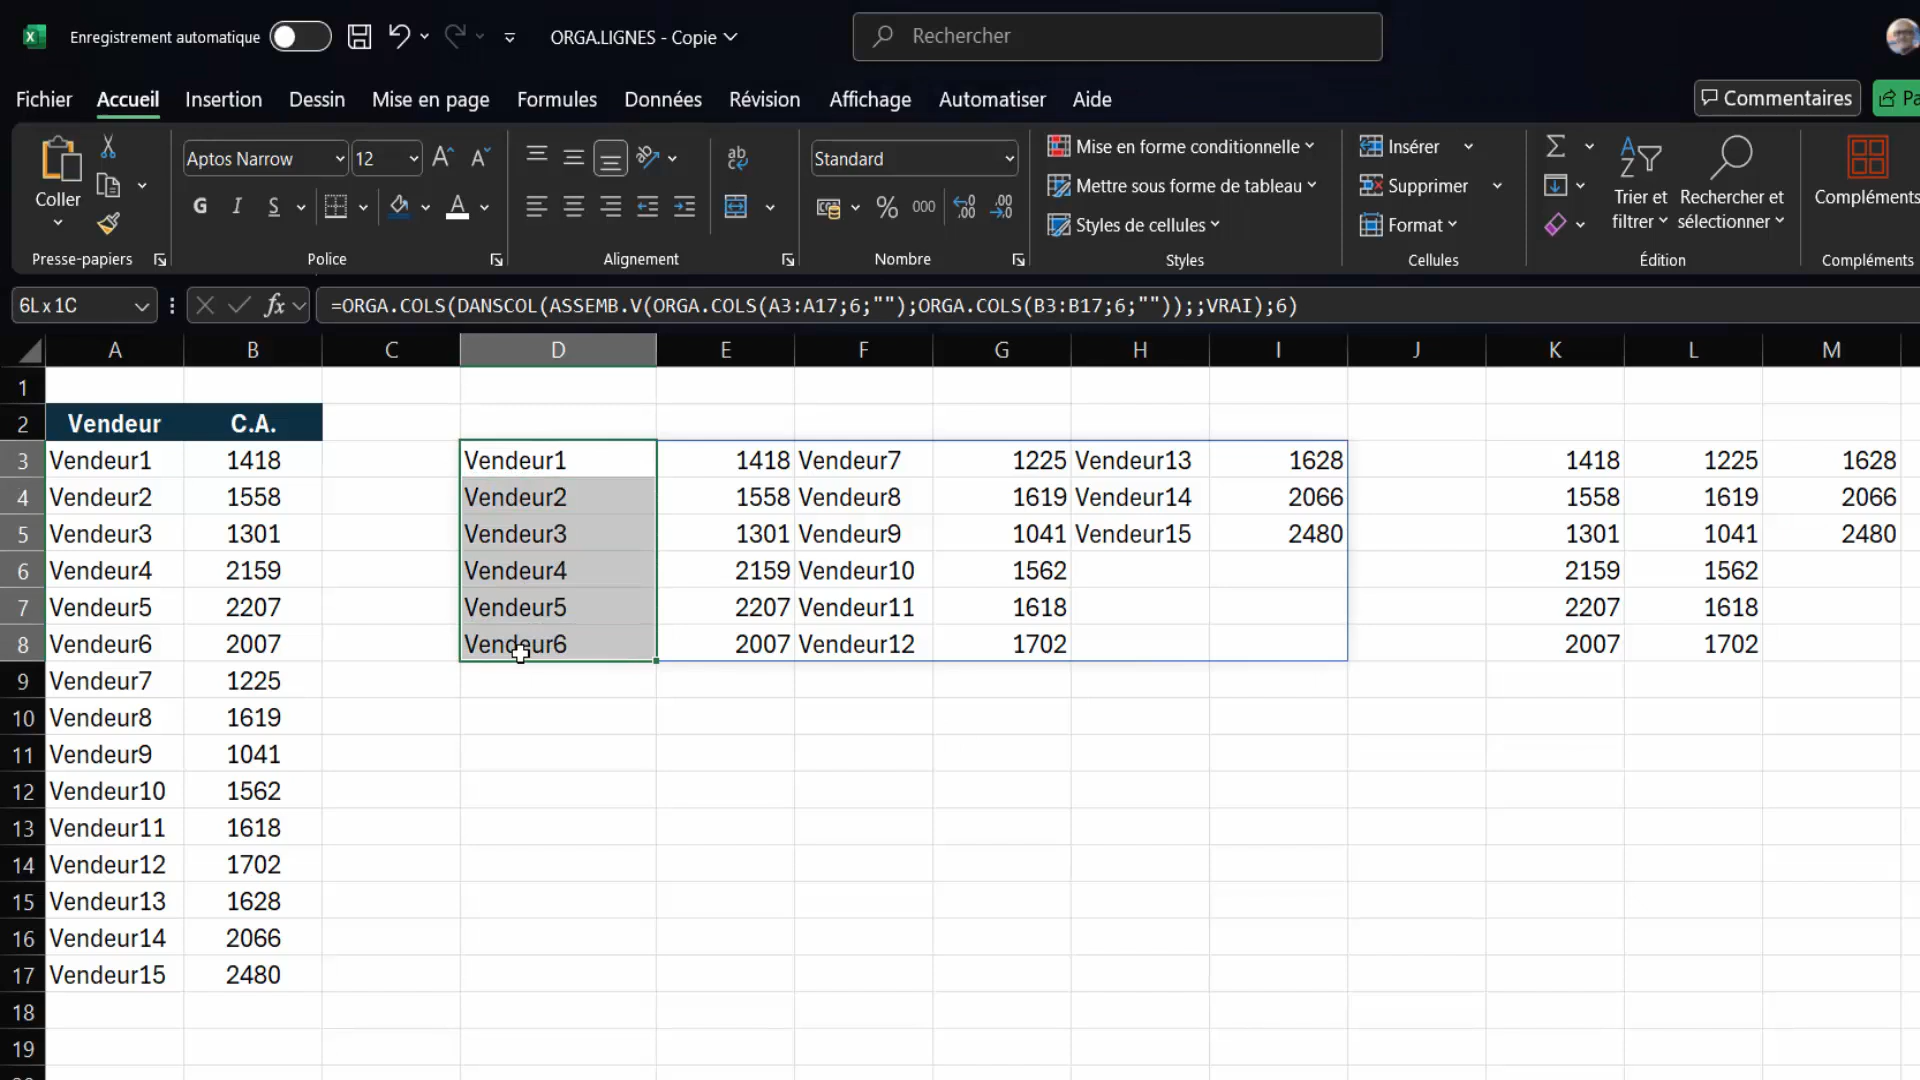 Enregistrement automatique ORGA.LIGNES - Copie Rechercher
Fichier Accueil Insertion Dessin Mise en page Formules Données Révision Affichage Automatiser Aide Commentaires Pa
Coller
Presse-papiers
Aptos Narrow 12
G I S A
Police
ab
Alignement
Standard
% 000
Nombre
Mise en forme conditionnelle
Mettre sous forme de tableau
Styles de cellules
Styles
Insérer
Supprimer
Format
Cellules
Trier et filtrer
Rechercher et sélectionner
Édition
Compléments
Compléments
6L x 1C fx =ORGA.COLS(DANSCOL(ASSEMB.V(ORGA.COLS(A3:A17;6;"");ORGA.COLS(B3:B17;6;""));;VRAI);6)
A B C D E F G H I J K L M
1
2 Vendeur C.A.
3 Vendeur1 1418 Vendeur1 1418 Vendeur7 1225 Vendeur13 1628 1418 1225 1628
4 Vendeur2 1558 Vendeur2 1558 Vendeur8 1619 Vendeur14 2066 1558 1619 2066
5 Vendeur3 1301 Vendeur3 1301 Vendeur9 1041 Vendeur15 2480 1301 1041 2480
6 Vendeur4 2159 Vendeur4 2159 Vendeur10 1562 2159 1562
7 Vendeur5 2207 Vendeur5 2207 Vendeur11 1618 2207 1618
8 Vendeur6 2007 Vendeur6 2007 Vendeur12 1702 2007 1702
9 Vendeur7 1225
10 Vendeur8 1619
11 Vendeur9 1041
12 Vendeur10 1562
13 Vendeur11 1618
14 Vendeur12 1702
15 Vendeur13 1628
16 Vendeur14 2066
17 Vendeur15 2480
18
19